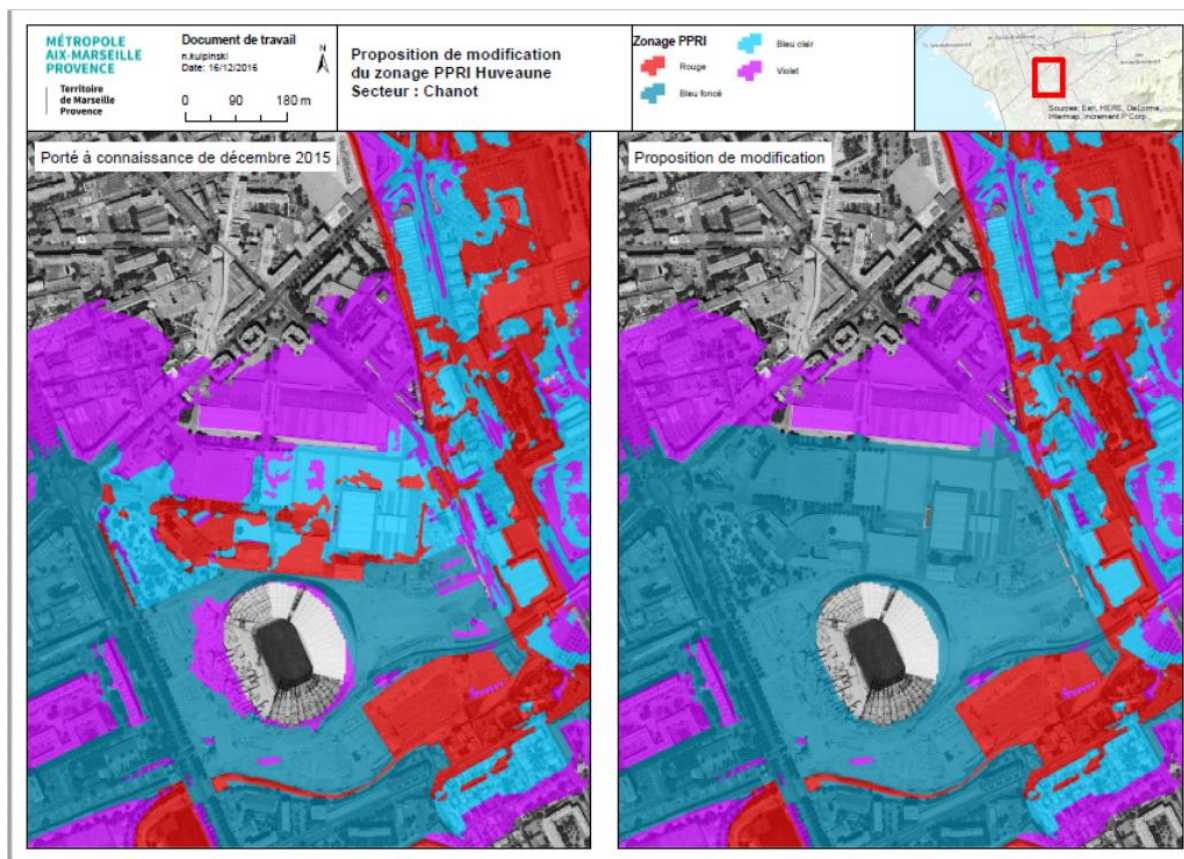 MÉTROPOLE
AIX-MARSEILLE
PROVENCE
Territoire
de Marseille
Provence
Document de travail
n.kulpinski
Date: 16/12/2016
N
0 90 180 m
Proposition de modification
du zonage PPRI Huveaune
Secteur : Chanot
Zonage PPRI
Rouge
Bleu foncé
Bleu clair
Violet
Sources: Esri, HERE, DeLorme,
Intermap, increment P Corp.,
Porté à connaissance de décembre 2015
Proposition de modification